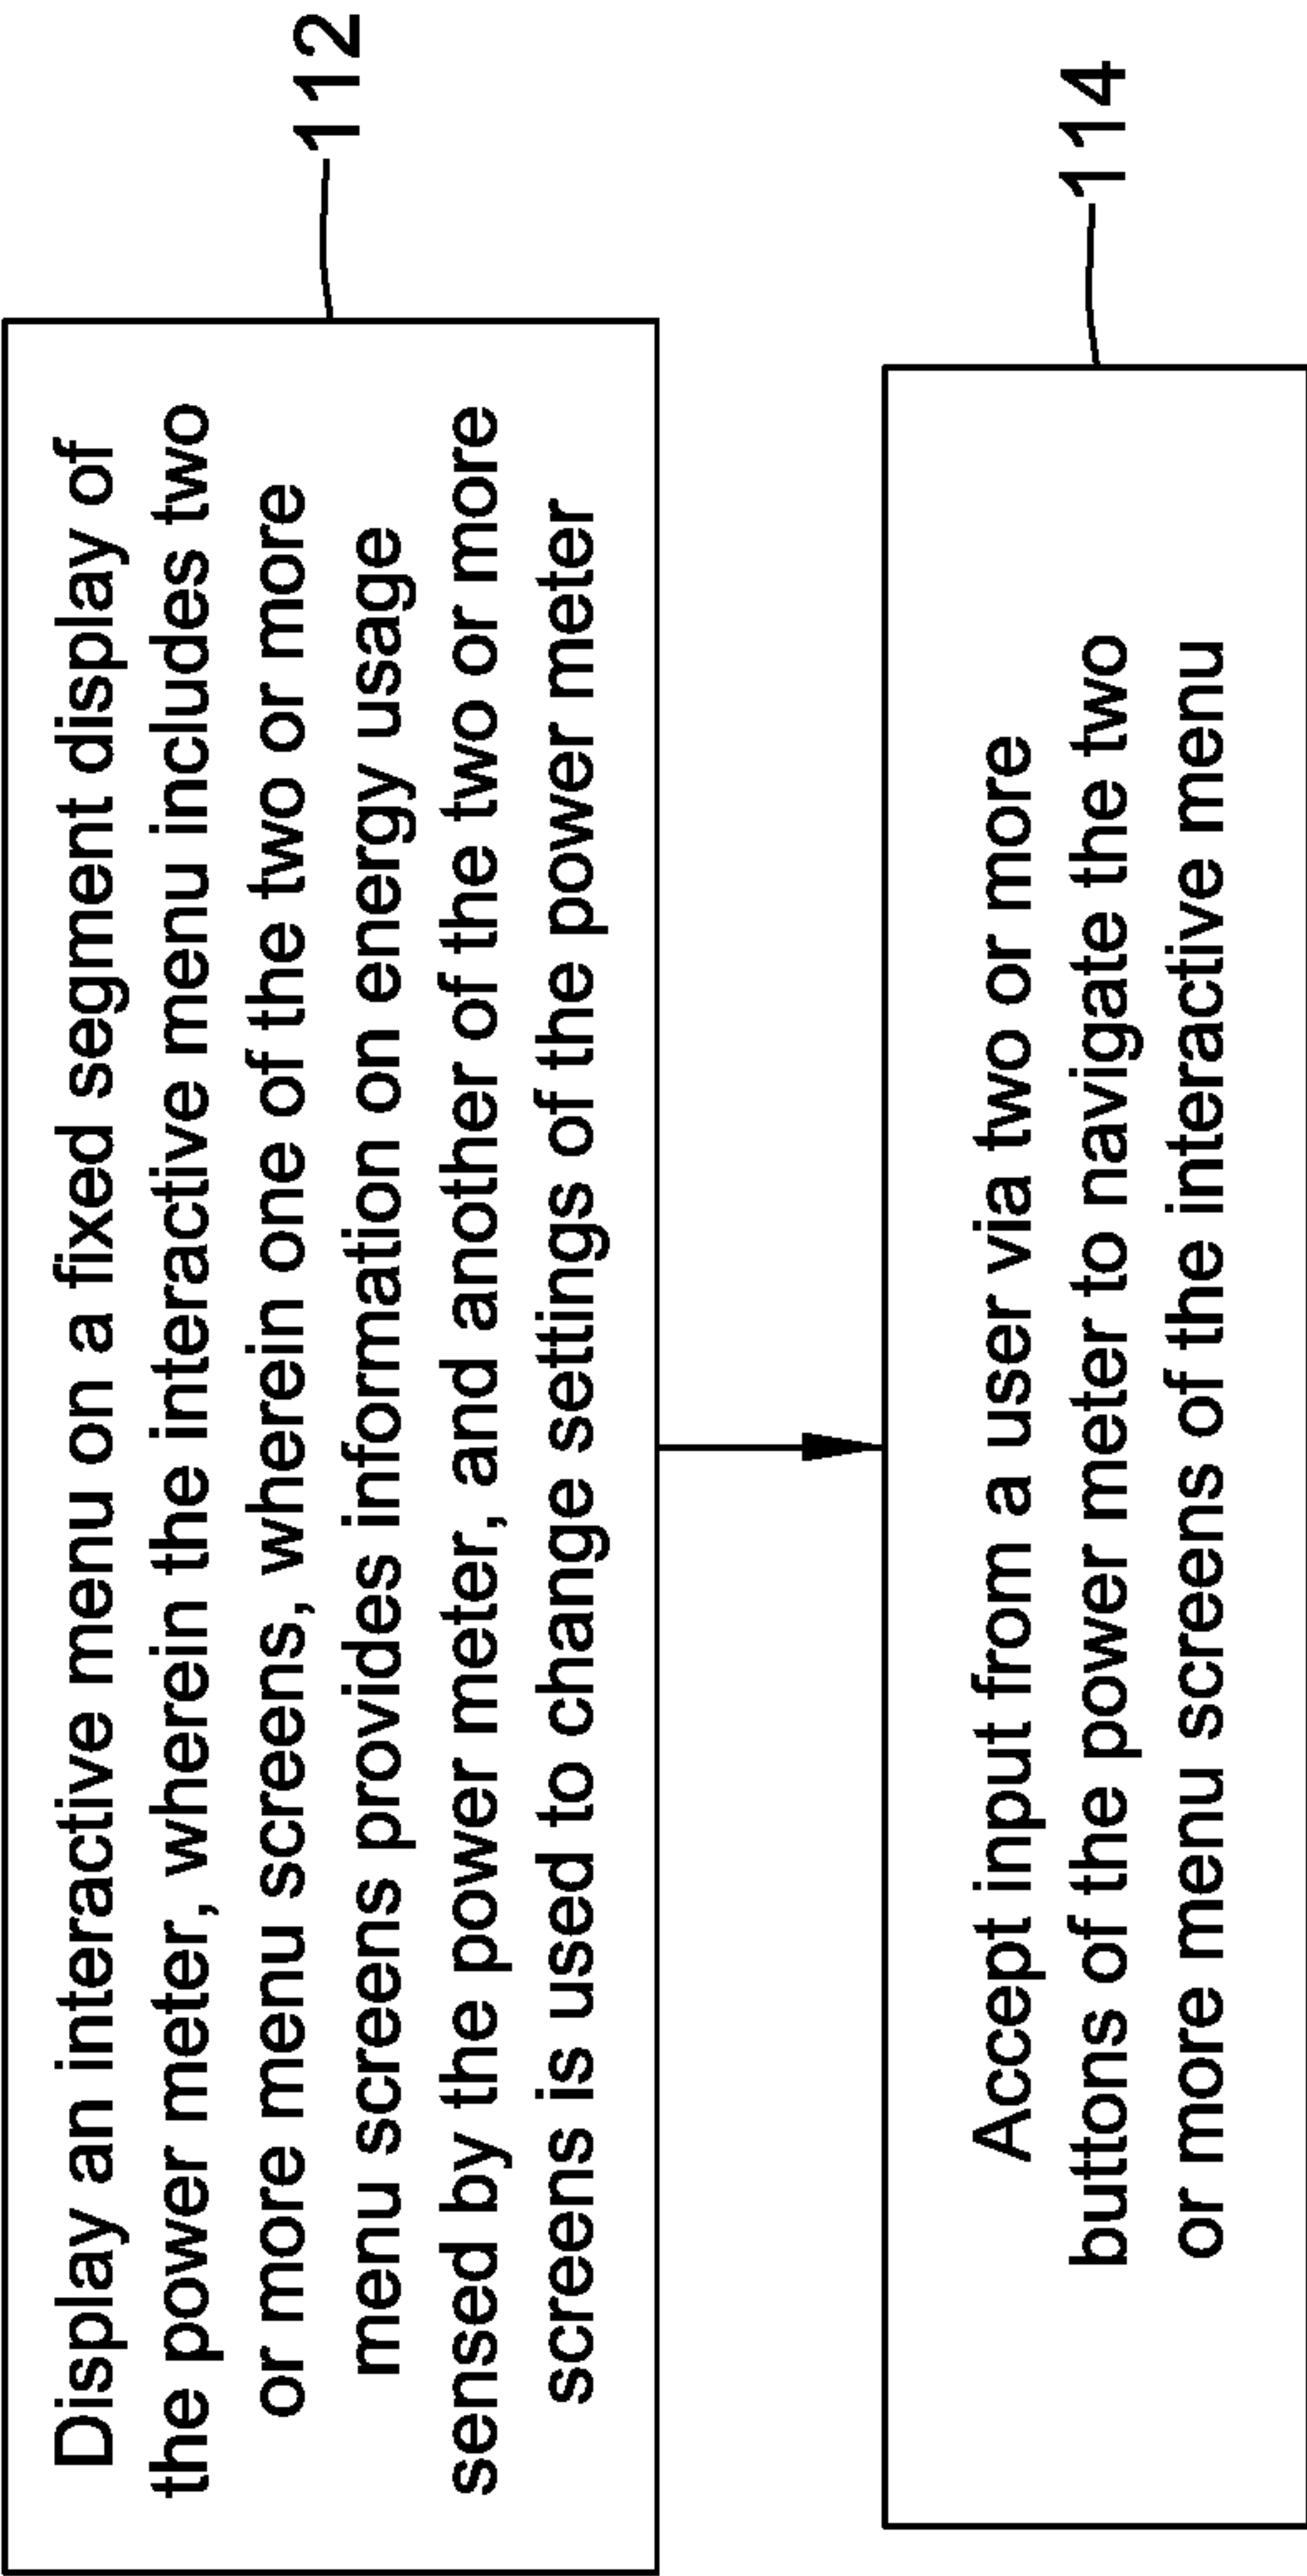 Display an interactive menu on a fixed segment display of
the power meter, wherein the interactive menu includes two
or more menu screens, wherein one of the two or more
menu screens provides information on energy usage
sensed by the power meter, and another of the two or more
screens is used to change settings of the power meter
112
Accept input from a user via two or more
buttons of the power meter to navigate the two
or more menu screens of the interactive menu
114